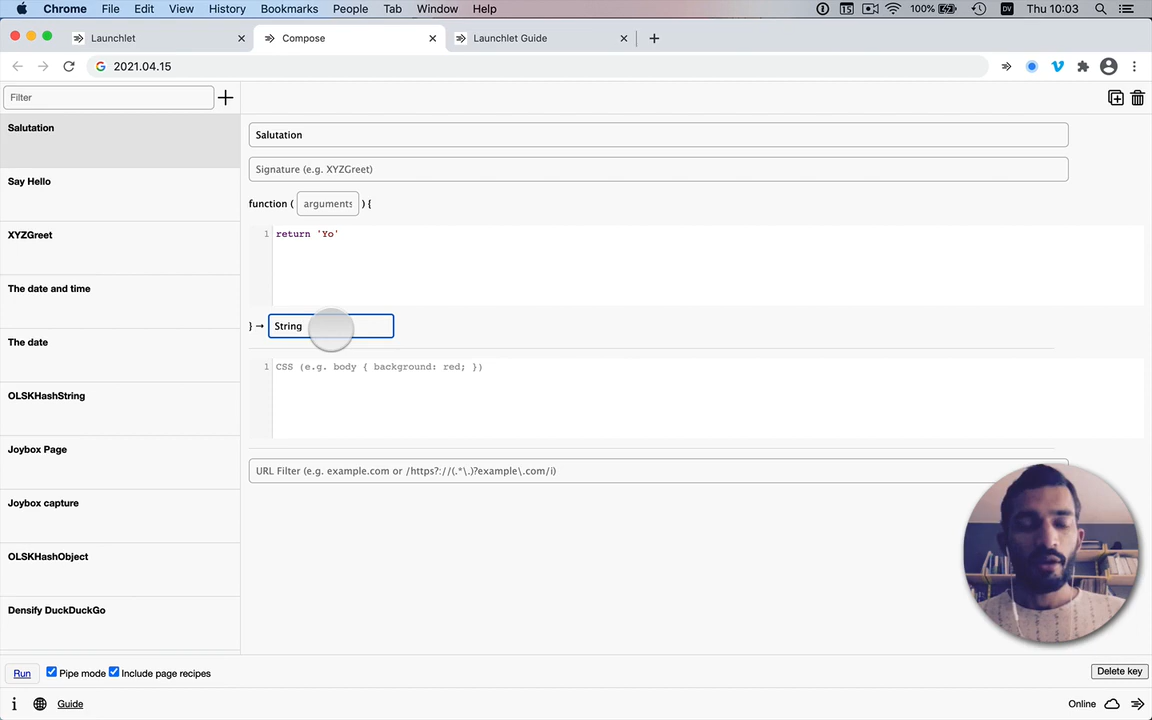 Chrome File Edit View History Bookmarks People Tab Window Help 15 100% DV Thu 10:03
Launchlet Compose Launchlet Guide
2021.04.15
Filter
Salutation
Say Hello
XYZGreet
The date and time
The date
OLSKHashString
Joybox Page
Joybox capture
OLSKHashObject
Densify DuckDuckGo
Salutation
Signature (e.g. XYZGreet)
function ( arguments ) {
1 return 'Yo'
} → String
1 CSS (e.g. body { background: red; })
URL Filter (e.g. example.com or /https?://(.*\.)?example\.com/i)
Run Pipe mode Include page recipes Delete key
Guide Online